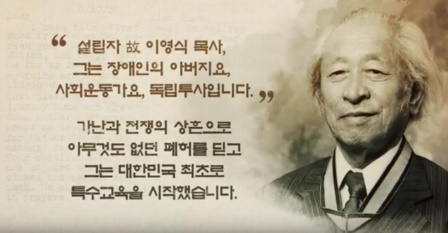 “ 설립자 故 이영식 목사,
그는 장애인의 아버지요,
사회운동가요, 독립투사입니다. ”
가난과 전쟁의 상흔으로
아무것도 없던 폐허를 딛고
그는 대한민국 최초로
특수교육을 시작했습니다.